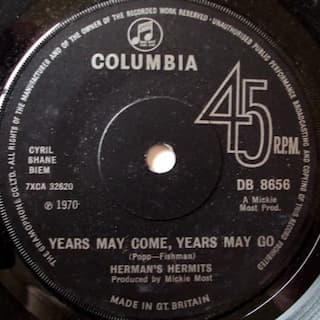 ALL RIGHTS OF THE MANUFACTURER AND OF THE OWNER OF THE RECORDED WORK RESERVED
UNAUTHORISED PUBLIC PERFORMANCE BROADCASTING AND COPYING OF THIS RECORD PROHIBITED
THE GRAMOPHONE CO. LTD.
COLUMBIA
45
R.P.M.
CYRIL
SHANE
BIEM
7XCA 32620
℗ 1970
DB 8656
A Mickie
Most Prod.
YEARS MAY COME, YEARS MAY GO
(Popp—Fishman)
HERMAN'S HERMITS
Produced by Mickie Most
MADE IN GT. BRITAIN